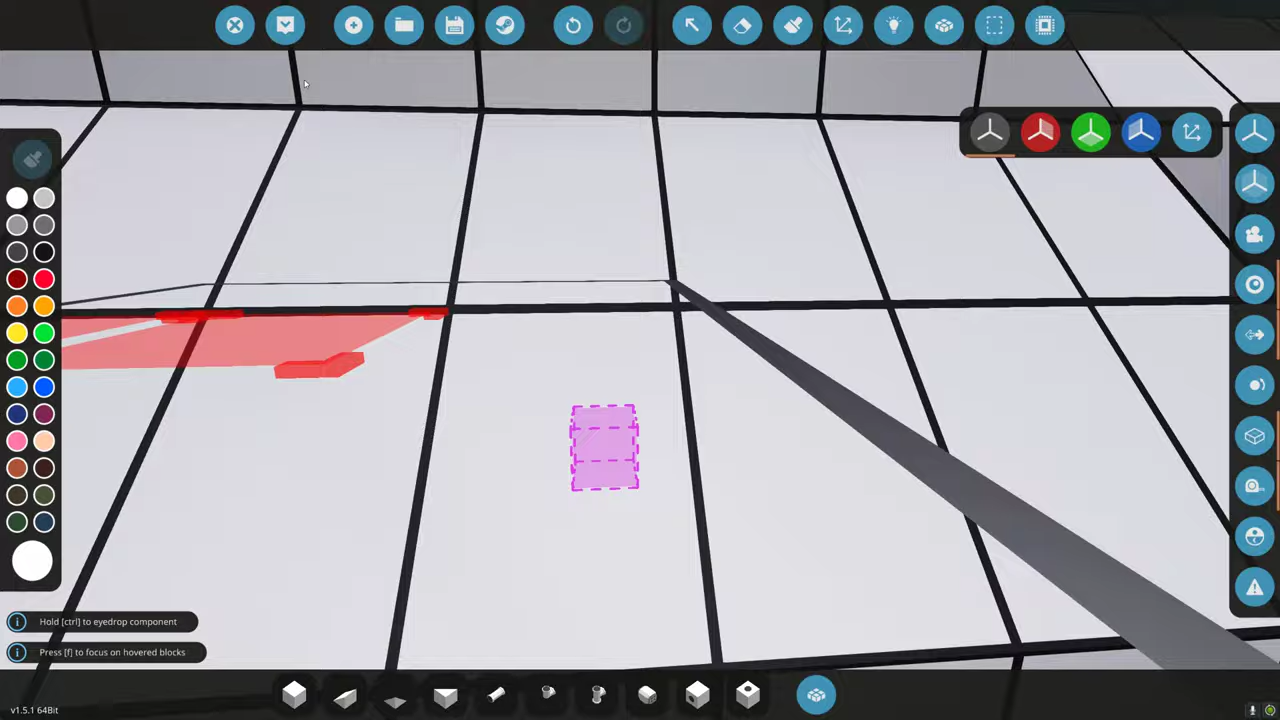 Hold [ctrl] to eyedrop component
Press [f] to focus on hovered blocks
v1.5.1 64Bit